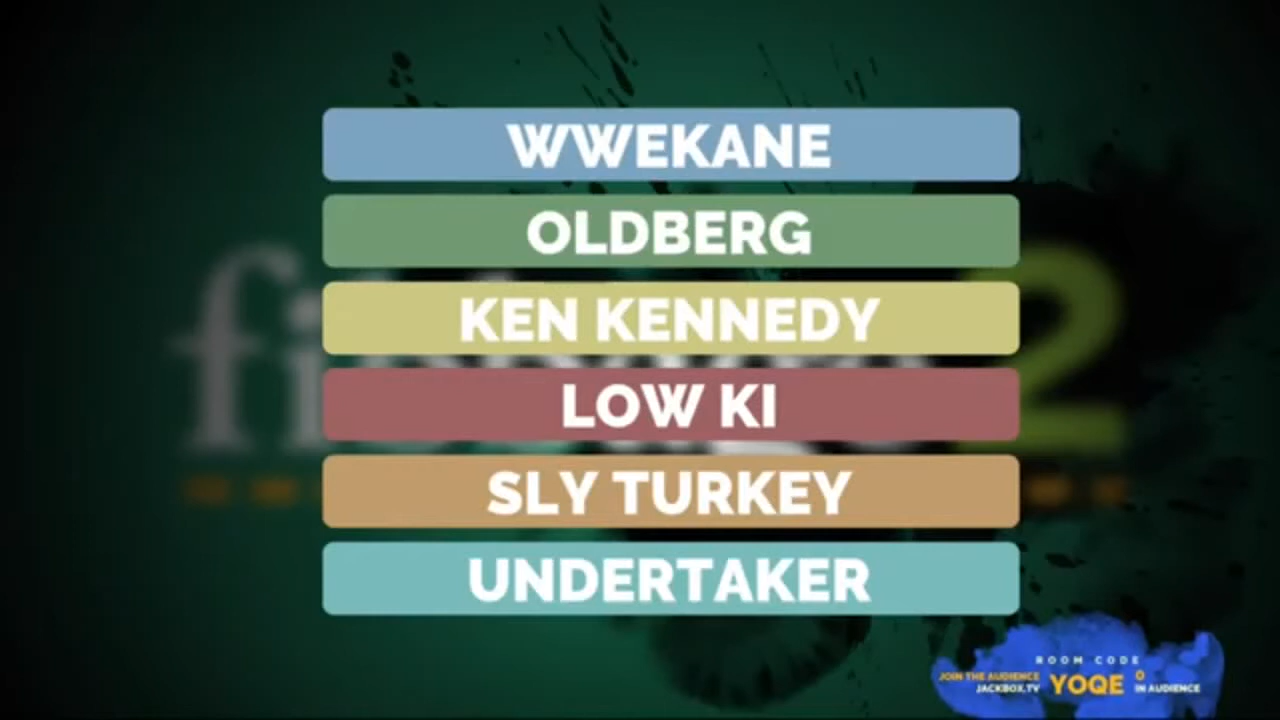 WWEKANE
OLDBERG
KEN KENNEDY
LOW KI
SLY TURKEY
UNDERTAKER
ROOM CODE
JOIN THE AUDIENCE
JACKBOX.TV
YOQE
0
IN AUDIENCE
2